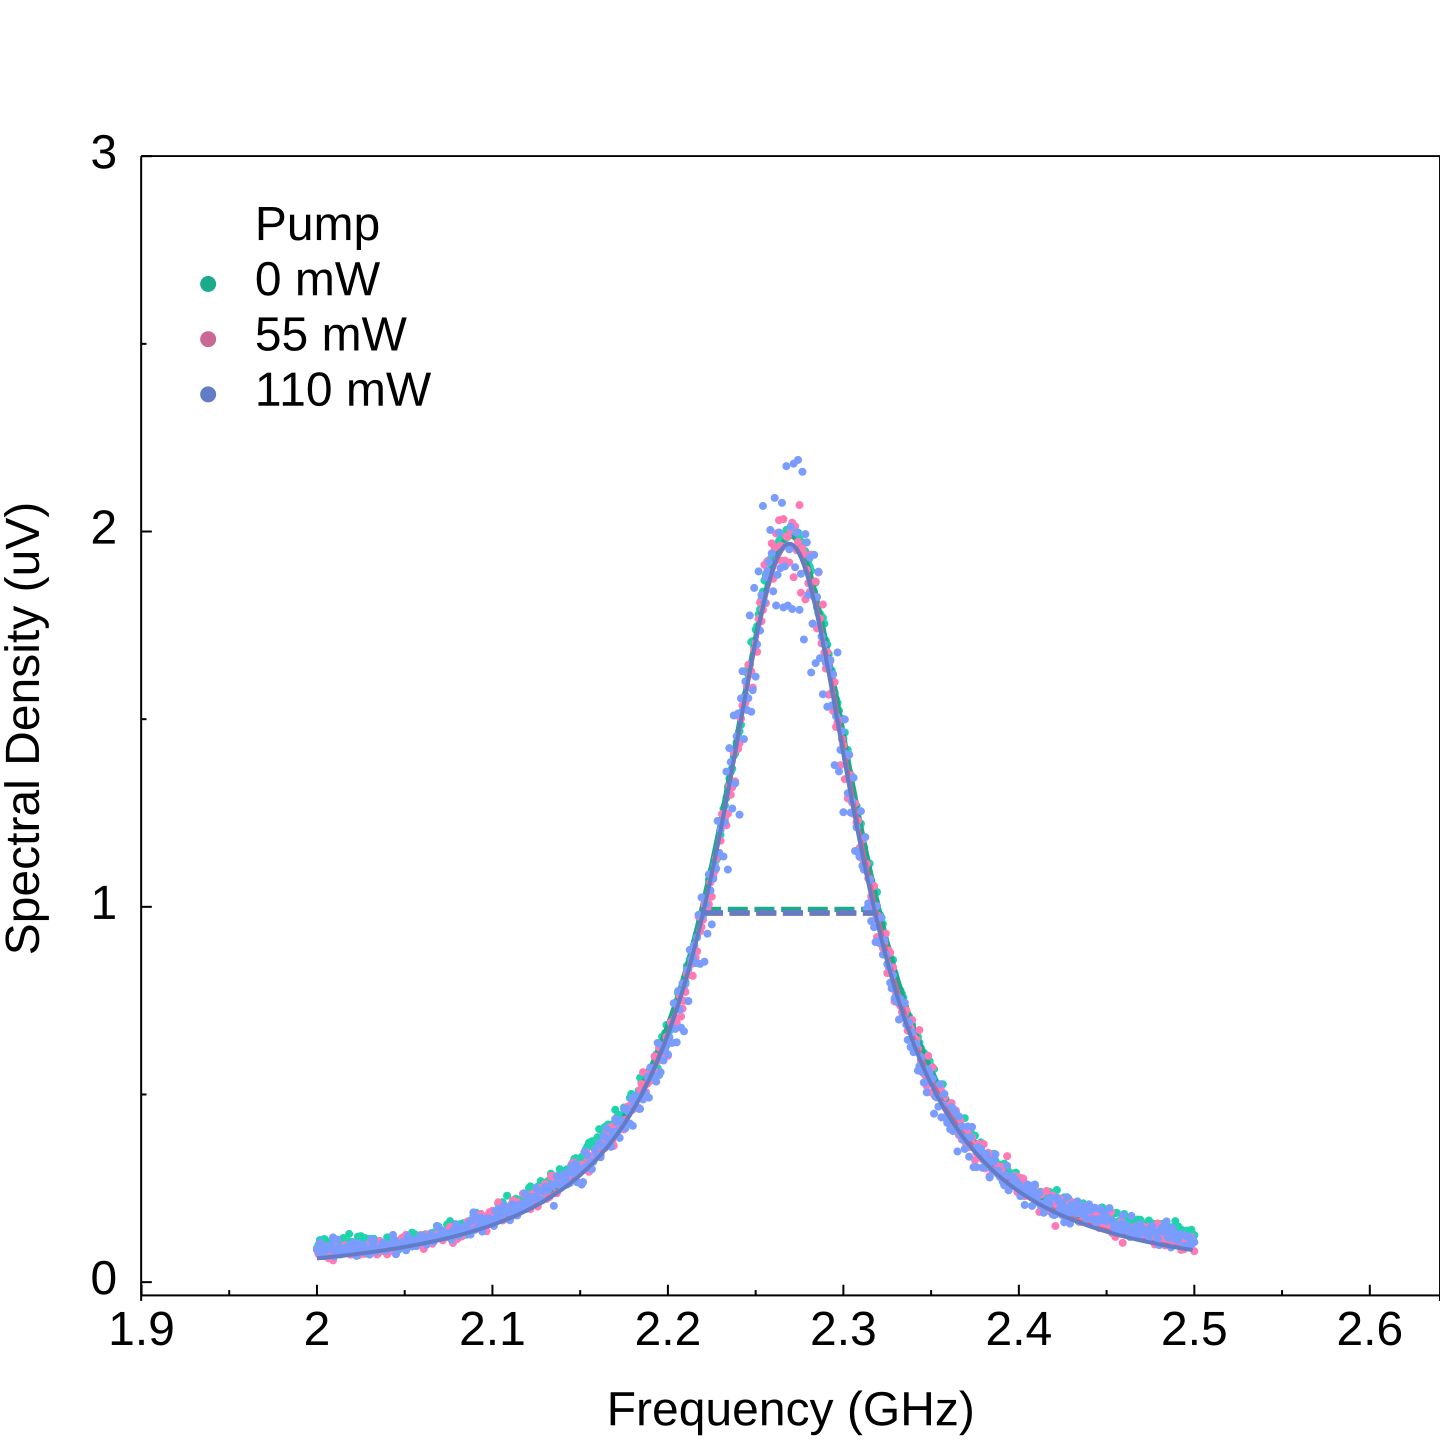 3
Pump
0 mW
55 mW
110 mW
2
1
0
Spectral Density (uV)
1.9 2 2.1 2.2 2.3 2.4 2.5 2.6
Frequency (GHz)